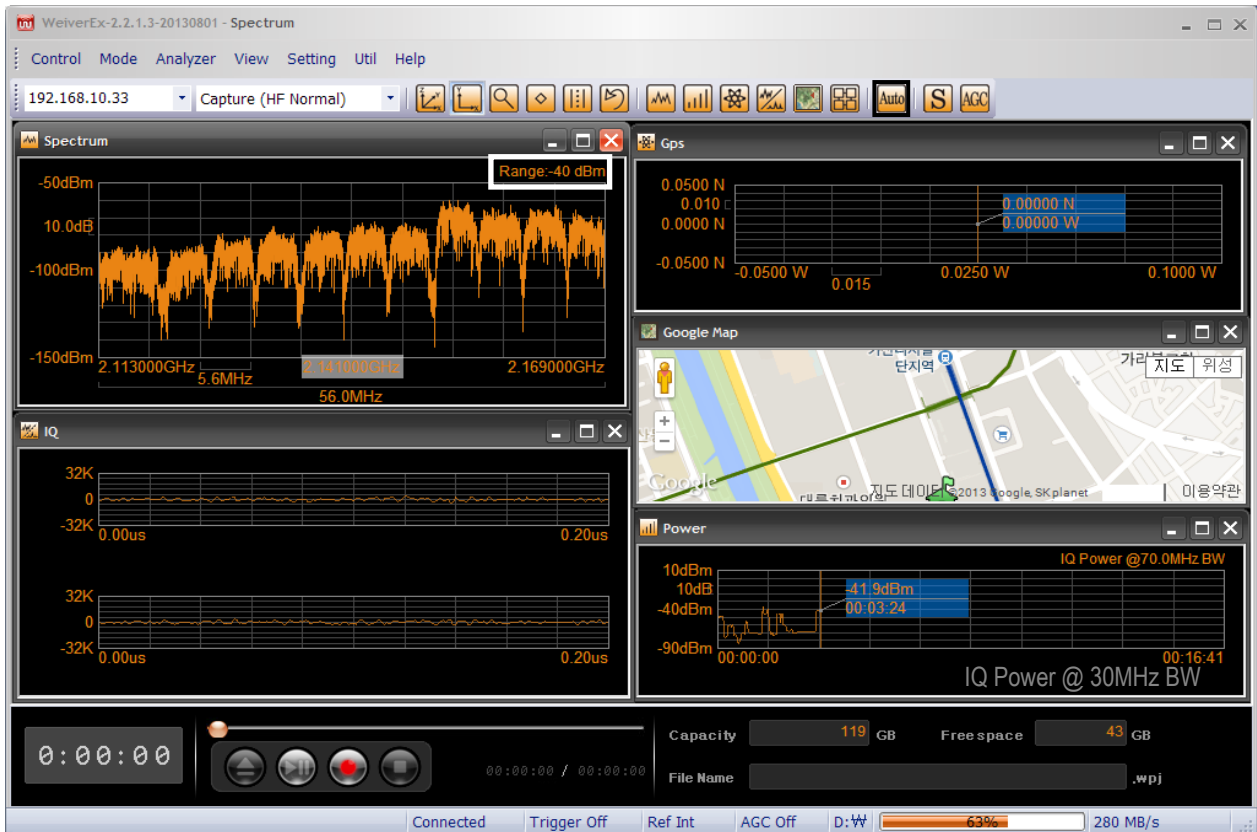 WeiverEx-2.2.1.3-20130801 - Spectrum
Control Mode Analyzer View Setting Util Help
192.168.10.33 Capture (HF Normal) Auto S AGC
Spectrum
Range:-40 dBm
-50dBm
10.0dB
-100dBm
-150dBm
2.113000GHz 2.141000GHz 2.169000GHz
5.6MHz
56.0MHz
Gps
0.0500 N
0.010
0.0000 N
-0.0500 N
0.00000 N
0.00000 W
-0.0500 W 0.0250 W 0.1000 W
0.015
Google Map
단지역
지도 위성
Google
지도 데이터 ©2013 Google, SK planet
이용약관
IQ
32K
0
-32K
0.00us 0.20us
32K
0
-32K
0.00us 0.20us
Power
IQ Power @70.0MHz BW
10dBm
10dB
-40dBm
-90dBm
-41.9dBm
00:03:24
00:00:00 00:16:41
IQ Power @ 30MHz BW
0:00:00
00:00:00 / 00:00:00
Capacity 119 GB Free space 43 GB
File Name .wpj
Connected Trigger Off Ref Int AGC Off D:₩ 63% 280 MB/s